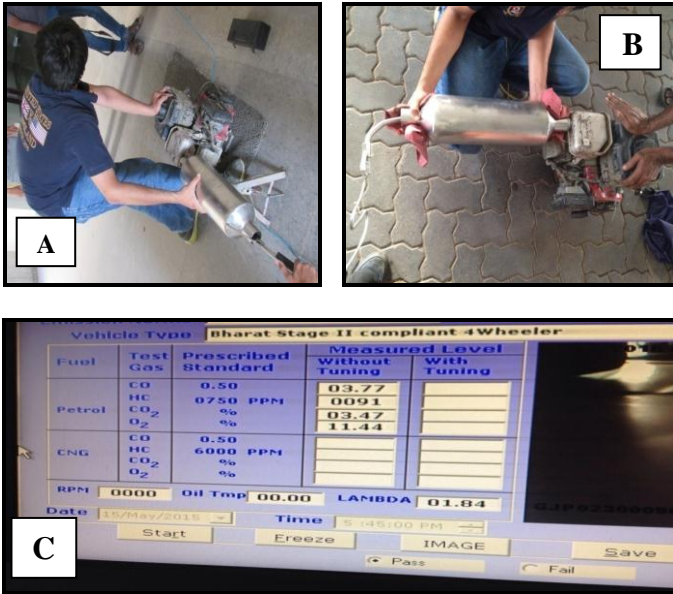 A
B
Vehicle Type Bharat Stage II compliant 4Wheeler
Fuel Test Gas Prescribed Standard Measured Level
Without Tuning With Tuning
Petrol
CO 0.50 03.77
HC 0750 PPM 0091
CO2 % 03.47
O2 % 11.44
CNG
CO 0.50
HC 6000 PPM
CO2 %
O2 %
RPM 0000 Oil Tmp 00.00 LAMBDA 01.84
Date 15/May/2015 Time 5:45:00 PM
Start Freeze IMAGE Save
Pass Fail
C